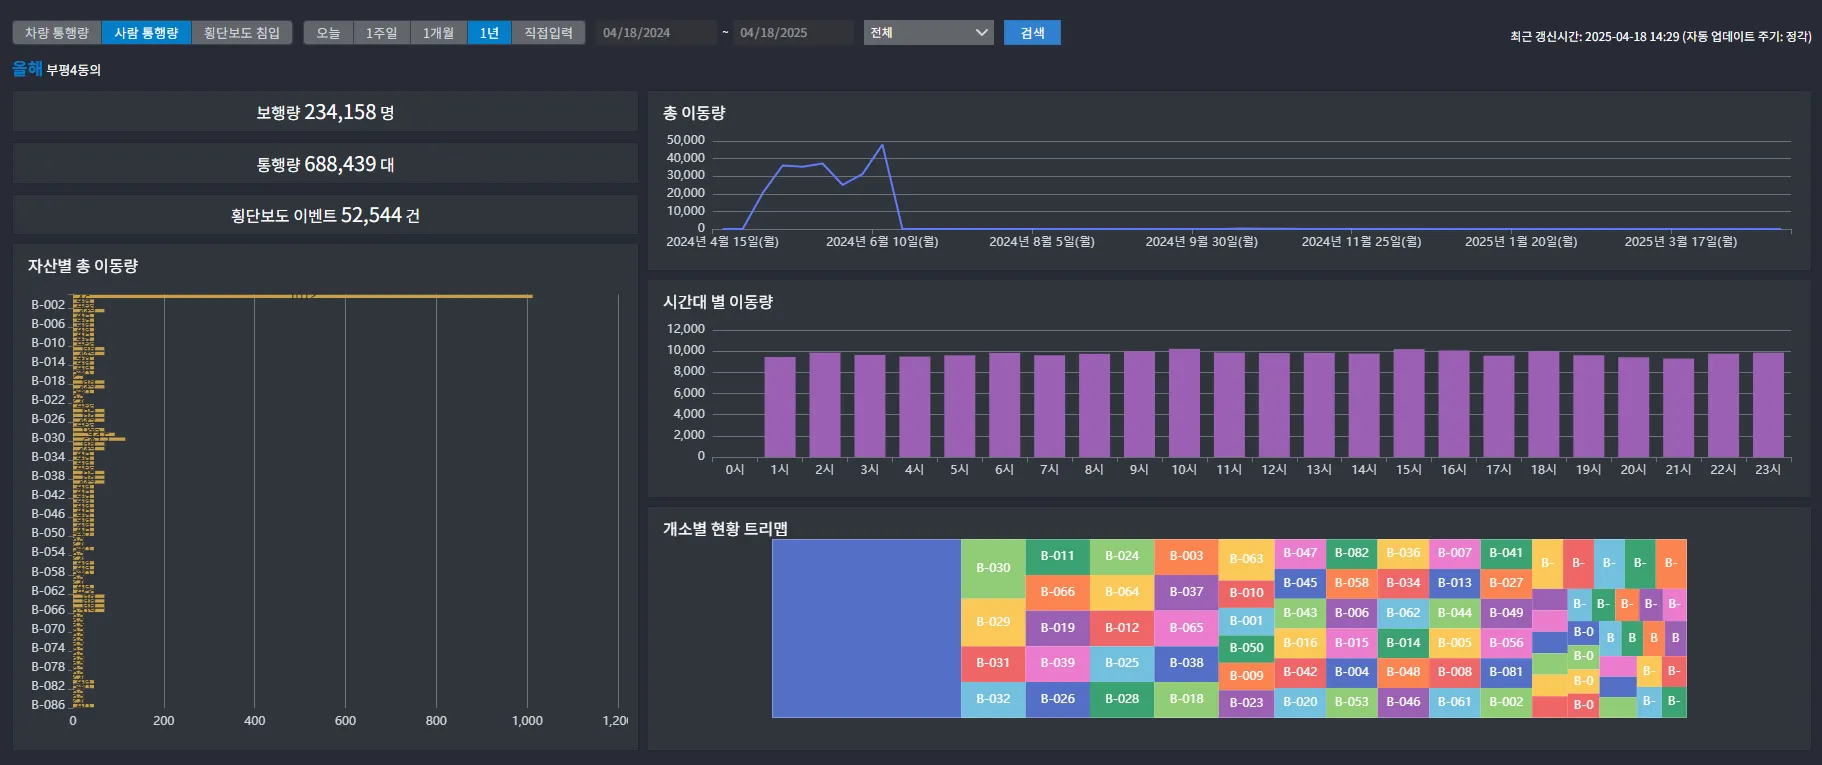 차량 통행량 사람 통행량 횡단보도 침입 오늘 1주일 1개월 1년 직접입력 04/18/2024 ~ 04/18/2025 전체 검색
최근 갱신시간: 2025-04-18 14:29 (자동 업데이트 주기: 정각)
올해 부평4동의
보행량 234,158 명
통행량 688,439 대
횡단보도 이벤트 52,544 건
자산별 총 이동량
B-002
B-006
B-010
B-014
B-018
B-022
B-026
B-030
B-034
B-038
B-042
B-046
B-050
B-054
B-058
B-062
B-066
B-070
B-074
B-078
B-082
B-086
0 200 400 600 800 1,000 1,20
총 이동량
50,000
40,000
30,000
20,000
10,000
0
2024년 4월 15일(월) 2024년 6월 10일(월) 2024년 8월 5일(월) 2024년 9월 30일(월) 2024년 11월 25일(월) 2025년 1월 20일(월) 2025년 3월 17일(월)
시간대 별 이동량
12,000
10,000
8,000
6,000
4,000
2,000
0
0시 1시 2시 3시 4시 5시 6시 7시 8시 9시 10시 11시 12시 13시 14시 15시 16시 17시 18시 19시 20시 21시 22시 23시
개소별 현황 트리맵
B-030
B-029
B-031
B-032
B-011
B-066
B-019
B-039
B-026
B-024
B-064
B-012
B-025
B-028
B-003
B-037
B-065
B-038
B-018
B-063
B-010
B-001
B-050
B-009
B-023
B-047
B-045
B-043
B-016
B-042
B-020
B-082
B-058
B-006
B-015
B-004
B-053
B-036
B-034
B-062
B-014
B-048
B-046
B-007
B-013
B-044
B-005
B-008
B-061
B-041
B-027
B-049
B-056
B-081
B-002
B- B- B- B- B-
B- B- B- B- B-
B-0 B B B B
B-0
B-0 B- B-
B-0 B- B-